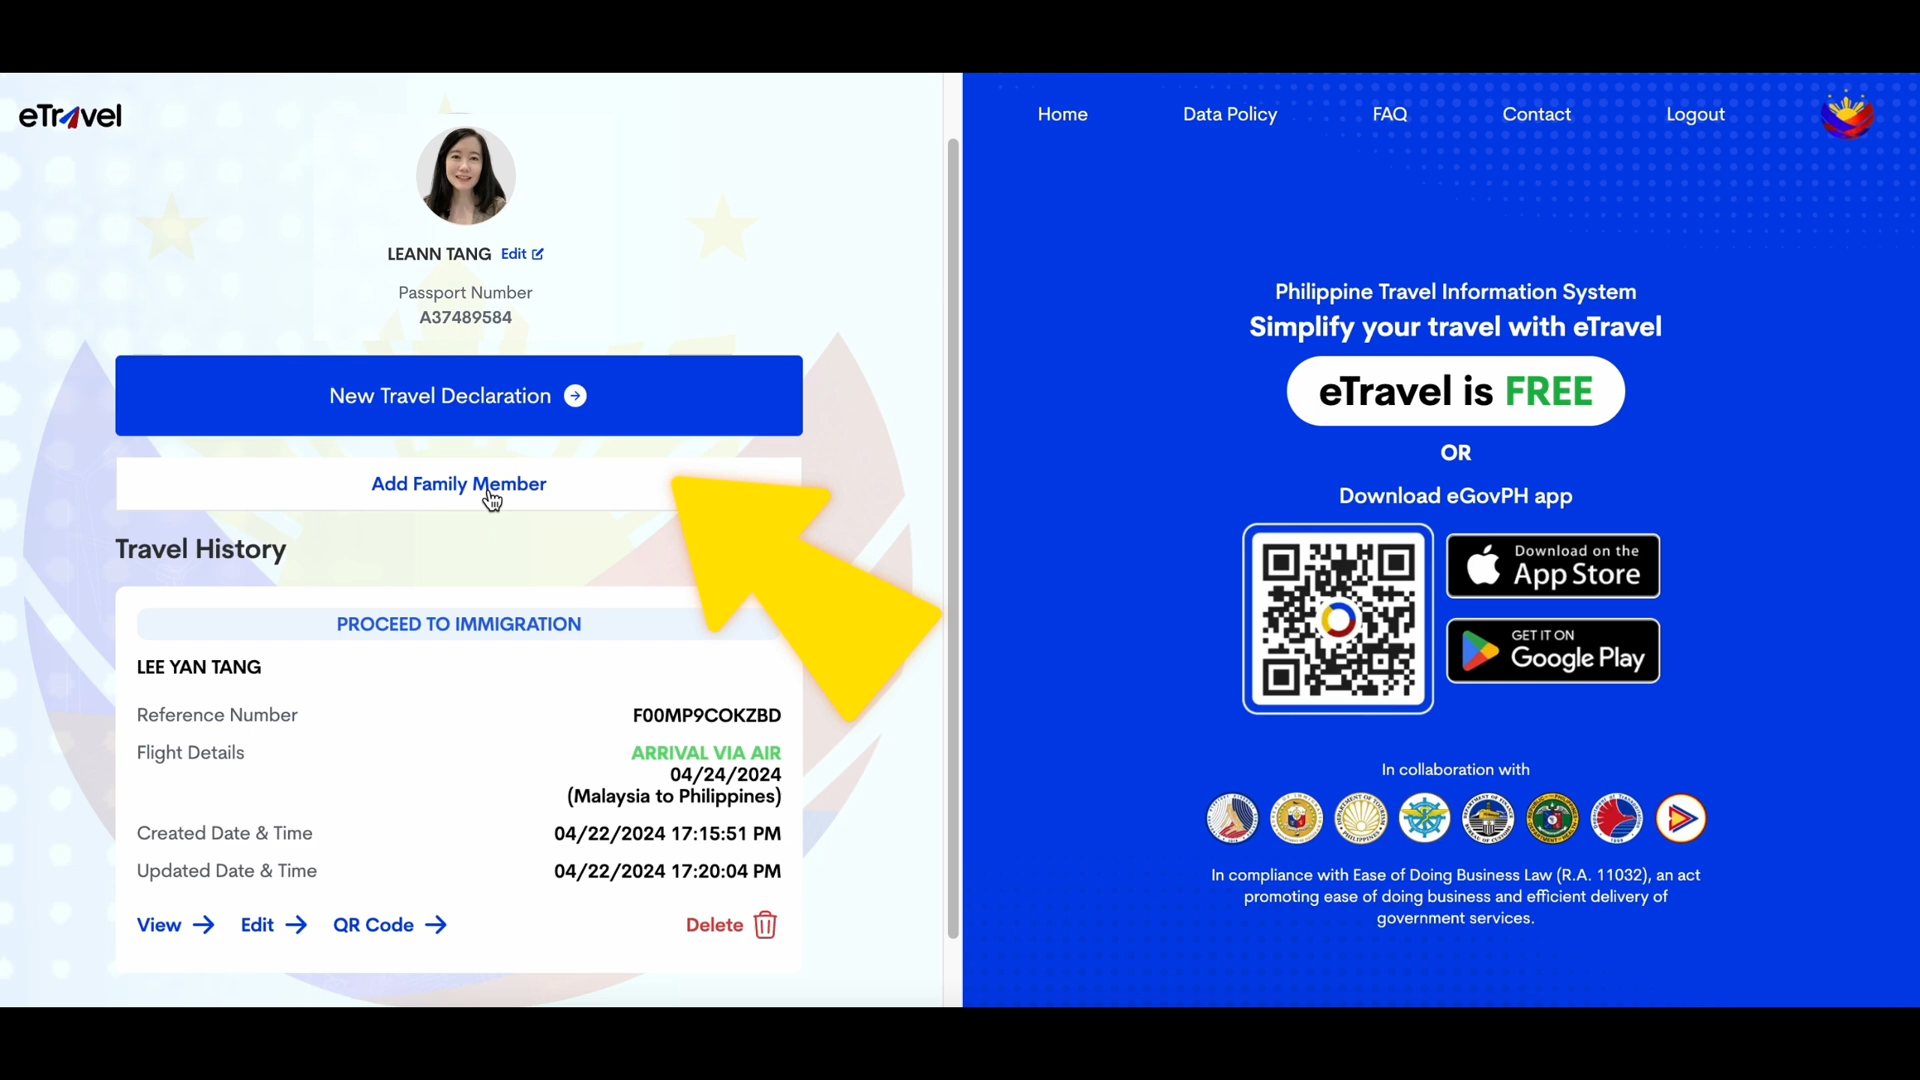 eTravel
LEANN TANG Edit
Passport Number
A37489584
New Travel Declaration
Add Family Member
Travel History
PROCEED TO IMMIGRATION
LEE YAN TANG
Reference Number F00MP9COKZBD
Flight Details ARRIVAL VIA AIR
04/24/2024
(Malaysia to Philippines)
Created Date & Time 04/22/2024 17:15:51 PM
Updated Date & Time 04/22/2024 17:20:04 PM
View Edit QR Code Delete
Home Data Policy FAQ Contact Logout
Philippine Travel Information System
Simplify your travel with eTravel
eTravel is FREE
OR
Download eGovPH app
Download on the
App Store
GET IT ON
Google Play
In collaboration with
In compliance with Ease of Doing Business Law (R.A. 11032), an act
promoting ease of doing business and efficient delivery of
government services.